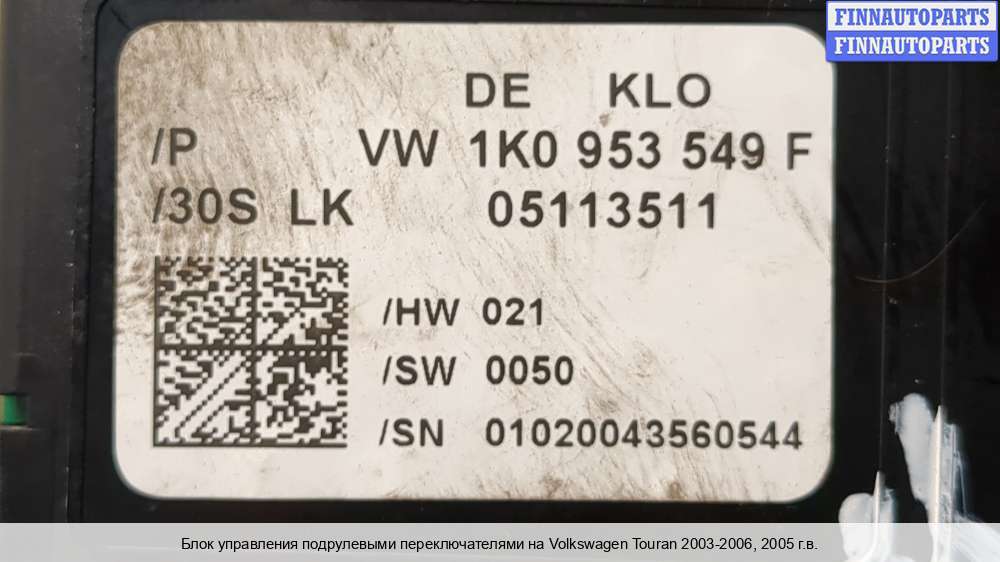 FINNAUTOPARTS
FINNAUTOPARTS
DE KLO
/P VW 1K0 953 549 F
/30S LK 05113511
/HW 021
/SW 0050
/SN 01020043560544
Блок управления подрулевыми переключателями на Volkswagen Touran 2003-2006, 2005 г.в.